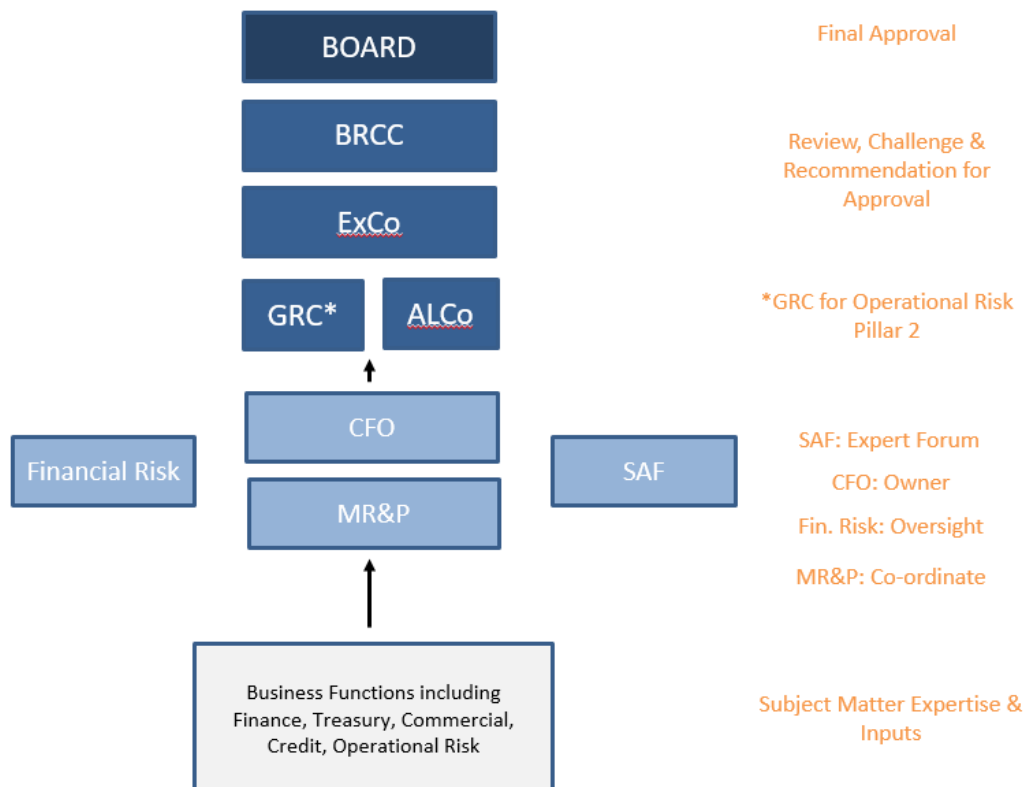 BOARD
Final Approval
BRCC
Review, Challenge &
Recommendation for
Approval
ExCo
GRC*
ALCo
*GRC for Operational Risk
Pillar 2
CFO
Financial Risk
SAF
MR&P
SAF: Expert Forum
CFO: Owner
Fin. Risk: Oversight
MR&P: Co-ordinate
Business Functions including
Finance, Treasury, Commercial,
Credit, Operational Risk
Subject Matter Expertise &
Inputs